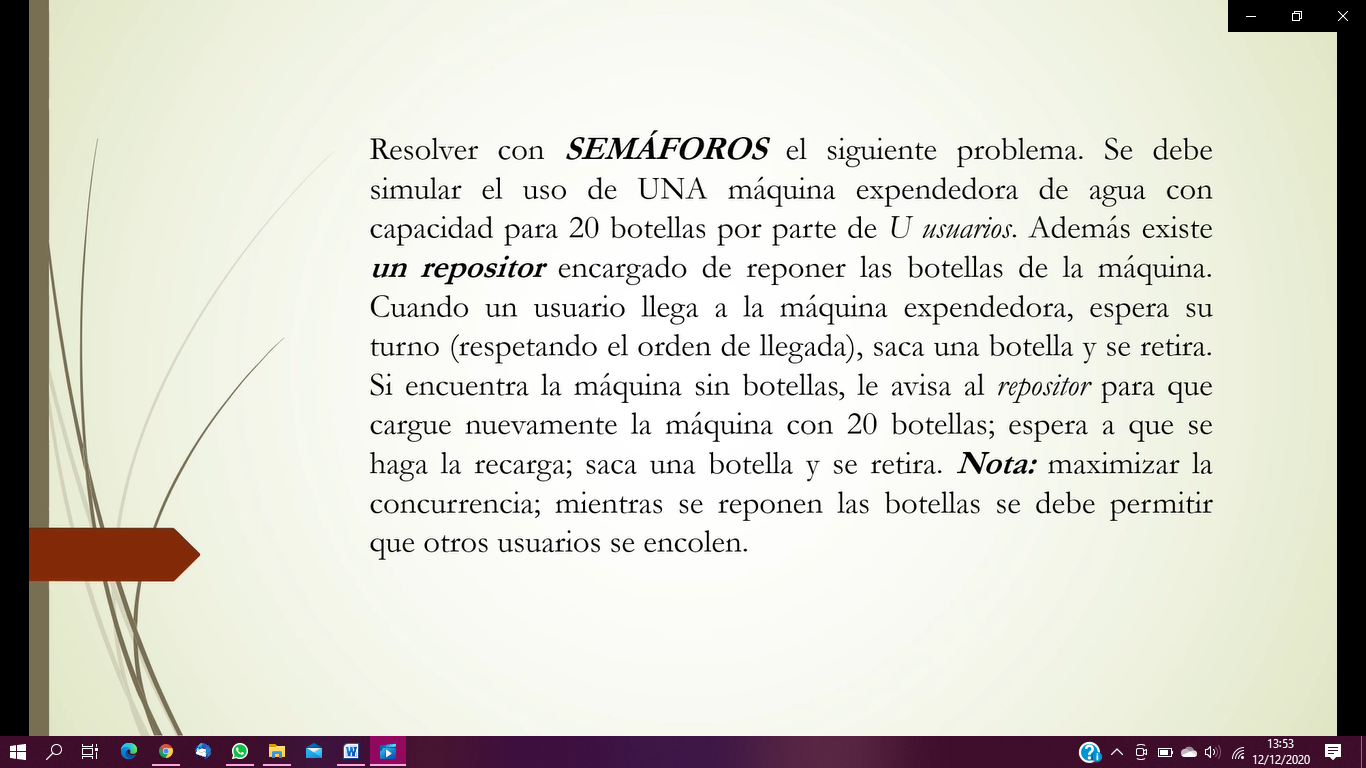 Resolver con SEMÁFOROS el siguiente problema. Se debe
simular el uso de UNA máquina expendedora de agua con
capacidad para 20 botellas por parte de U usuarios. Además existe
un repositor encargado de reponer las botellas de la máquina.
Cuando un usuario llega a la máquina expendedora, espera su
turno (respetando el orden de llegada), saca una botella y se retira.
Si encuentra la máquina sin botellas, le avisa al repositor para que
cargue nuevamente la máquina con 20 botellas; espera a que se
haga la recarga; saca una botella y se retira. Nota: maximizar la
concurrencia; mientras se reponen las botellas se debe permitir
que otros usuarios se encolen.
13:53
12/12/2020